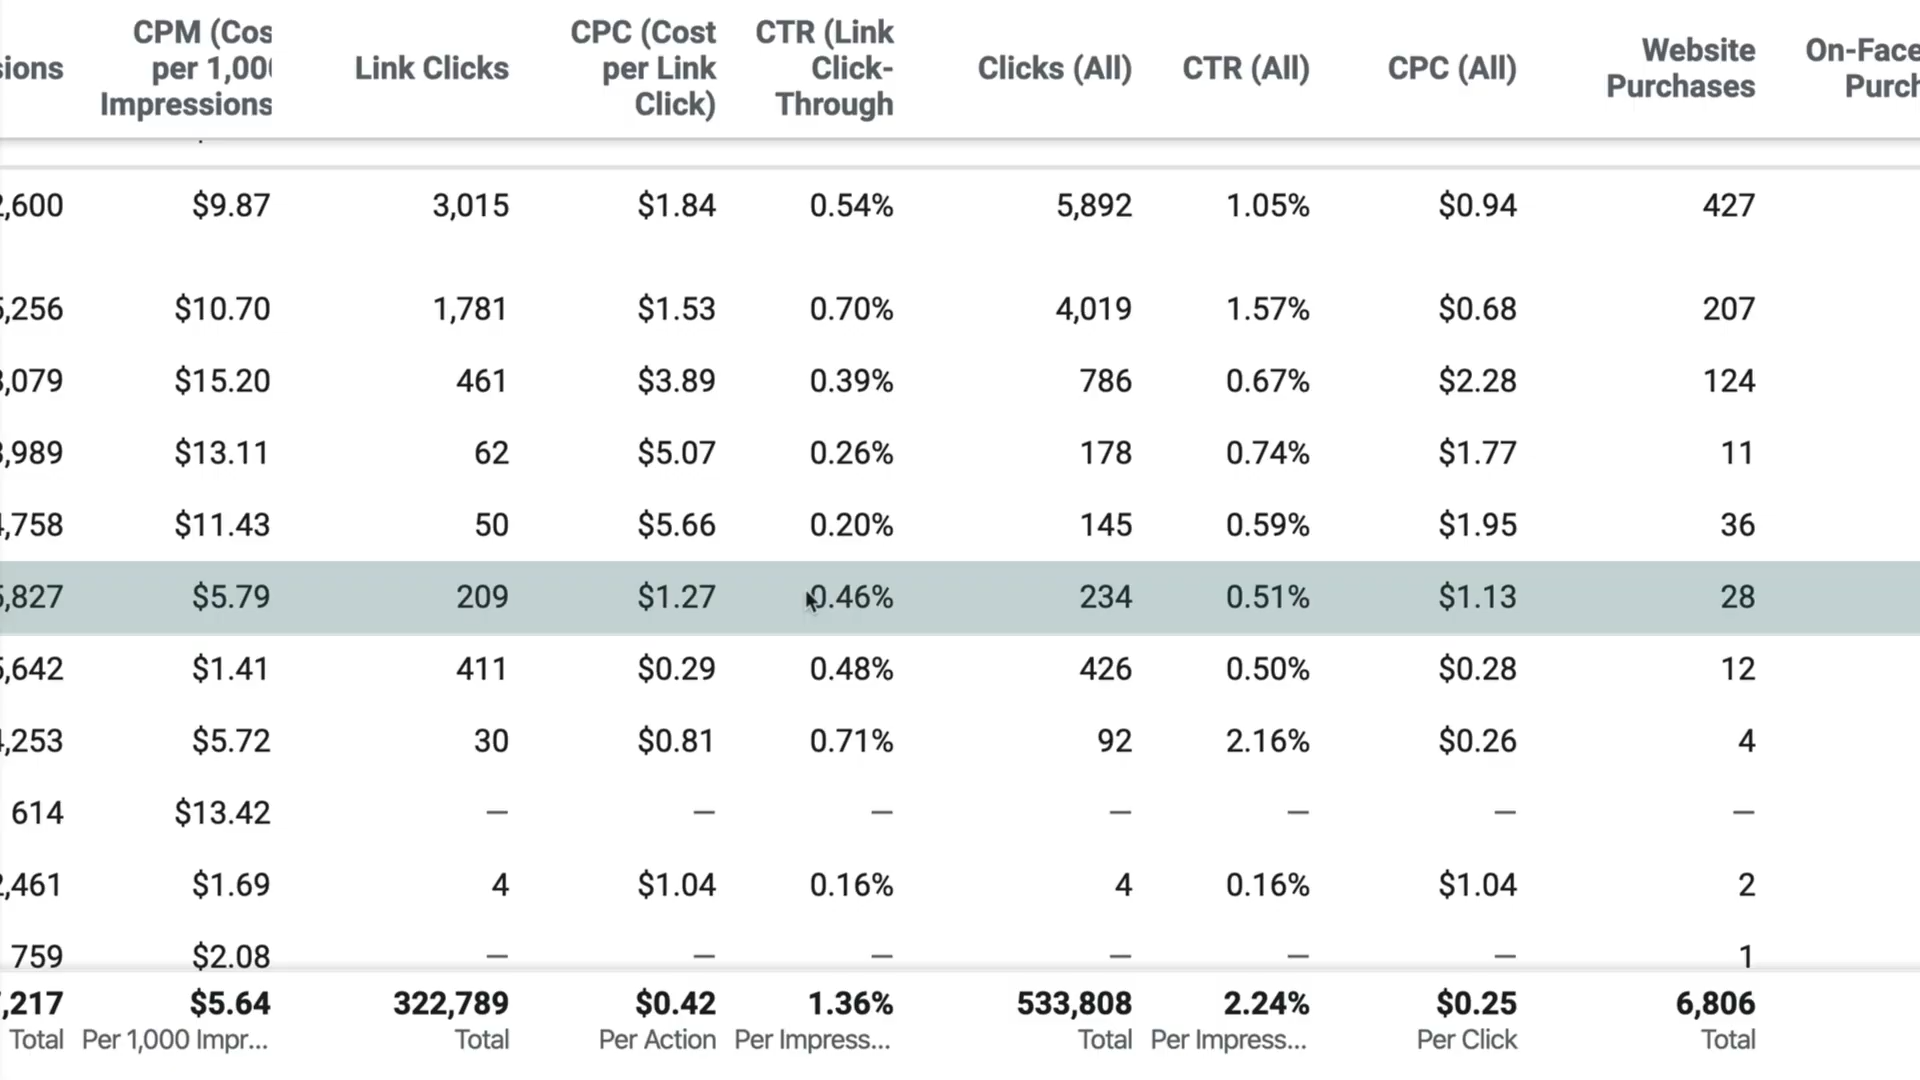 CPM (Cos
per 1,000
Impressions
Link Clicks
CPC (Cost
per Link
Click)
CTR (Link
Click-
Through
Clicks (All)
CTR (All)
CPC (All)
Website
Purchases
On-Face
Purch
sions
2,600 $9.87 3,015 $1.84 0.54% 5,892 1.05% $0.94 427
5,256 $10.70 1,781 $1.53 0.70% 4,019 1.57% $0.68 207
3,079 $15.20 461 $3.89 0.39% 786 0.67% $2.28 124
3,989 $13.11 62 $5.07 0.26% 178 0.74% $1.77 11
4,758 $11.43 50 $5.66 0.20% 145 0.59% $1.95 36
5,827 $5.79 209 $1.27 0.46% 234 0.51% $1.13 28
5,642 $1.41 411 $0.29 0.48% 426 0.50% $0.28 12
4,253 $5.72 30 $0.81 0.71% 92 2.16% $0.26 4
614 $13.42 — — — — — — —
2,461 $1.69 4 $1.04 0.16% 4 0.16% $1.04 2
759 $2.08 — — — — — — 1
,217 $5.64 322,789 $0.42 1.36% 533,808 2.24% $0.25 6,806
Total Per 1,000 Impr... Total Per Action Per Impress... Total Per Impress... Per Click Total